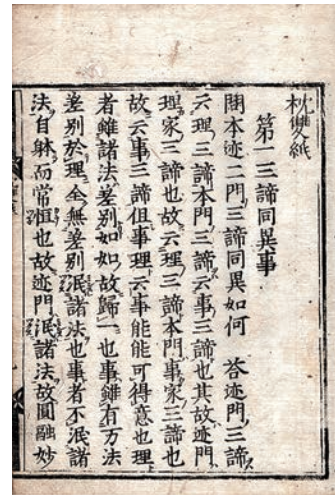 枕雙紙
第一三諦同異事
問本迹二門三諦同異如何 答迹門三諦
云理三諦本門三諦云事三諦也其故迹門
理家三諦也故云理三諦本門事家三諦也
故云事三諦但事理云事能能可得意也理
者雖諸法差別如如故歸一也事雖有万法
差別於理全無差別泯諸法也事者不泯諸
法自躰而常恒也故迹門泯諸法故圓融妙